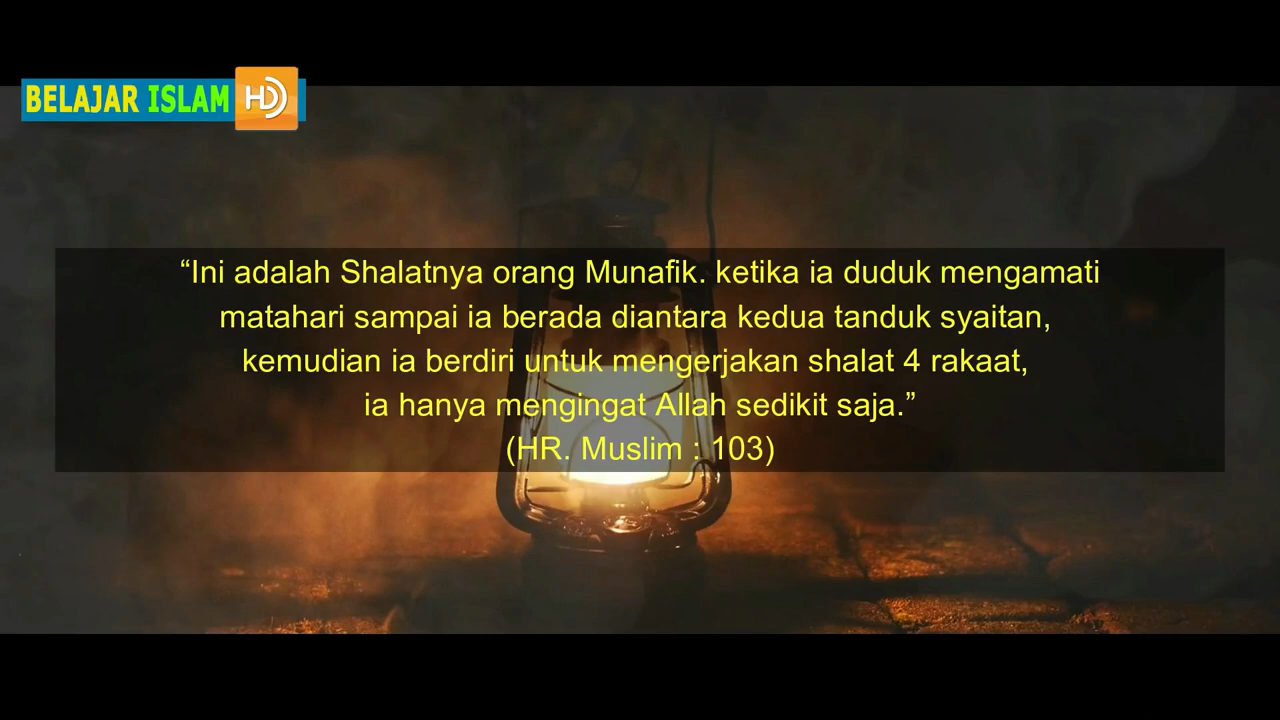 BELAJAR ISLAM HD
“Ini adalah Shalatnya orang Munafik. ketika ia duduk mengamati
matahari sampai ia berada diantara kedua tanduk syaitan,
kemudian ia berdiri untuk mengerjakan shalat 4 rakaat,
ia hanya mengingat Allah sedikit saja.”
(HR. Muslim : 103)